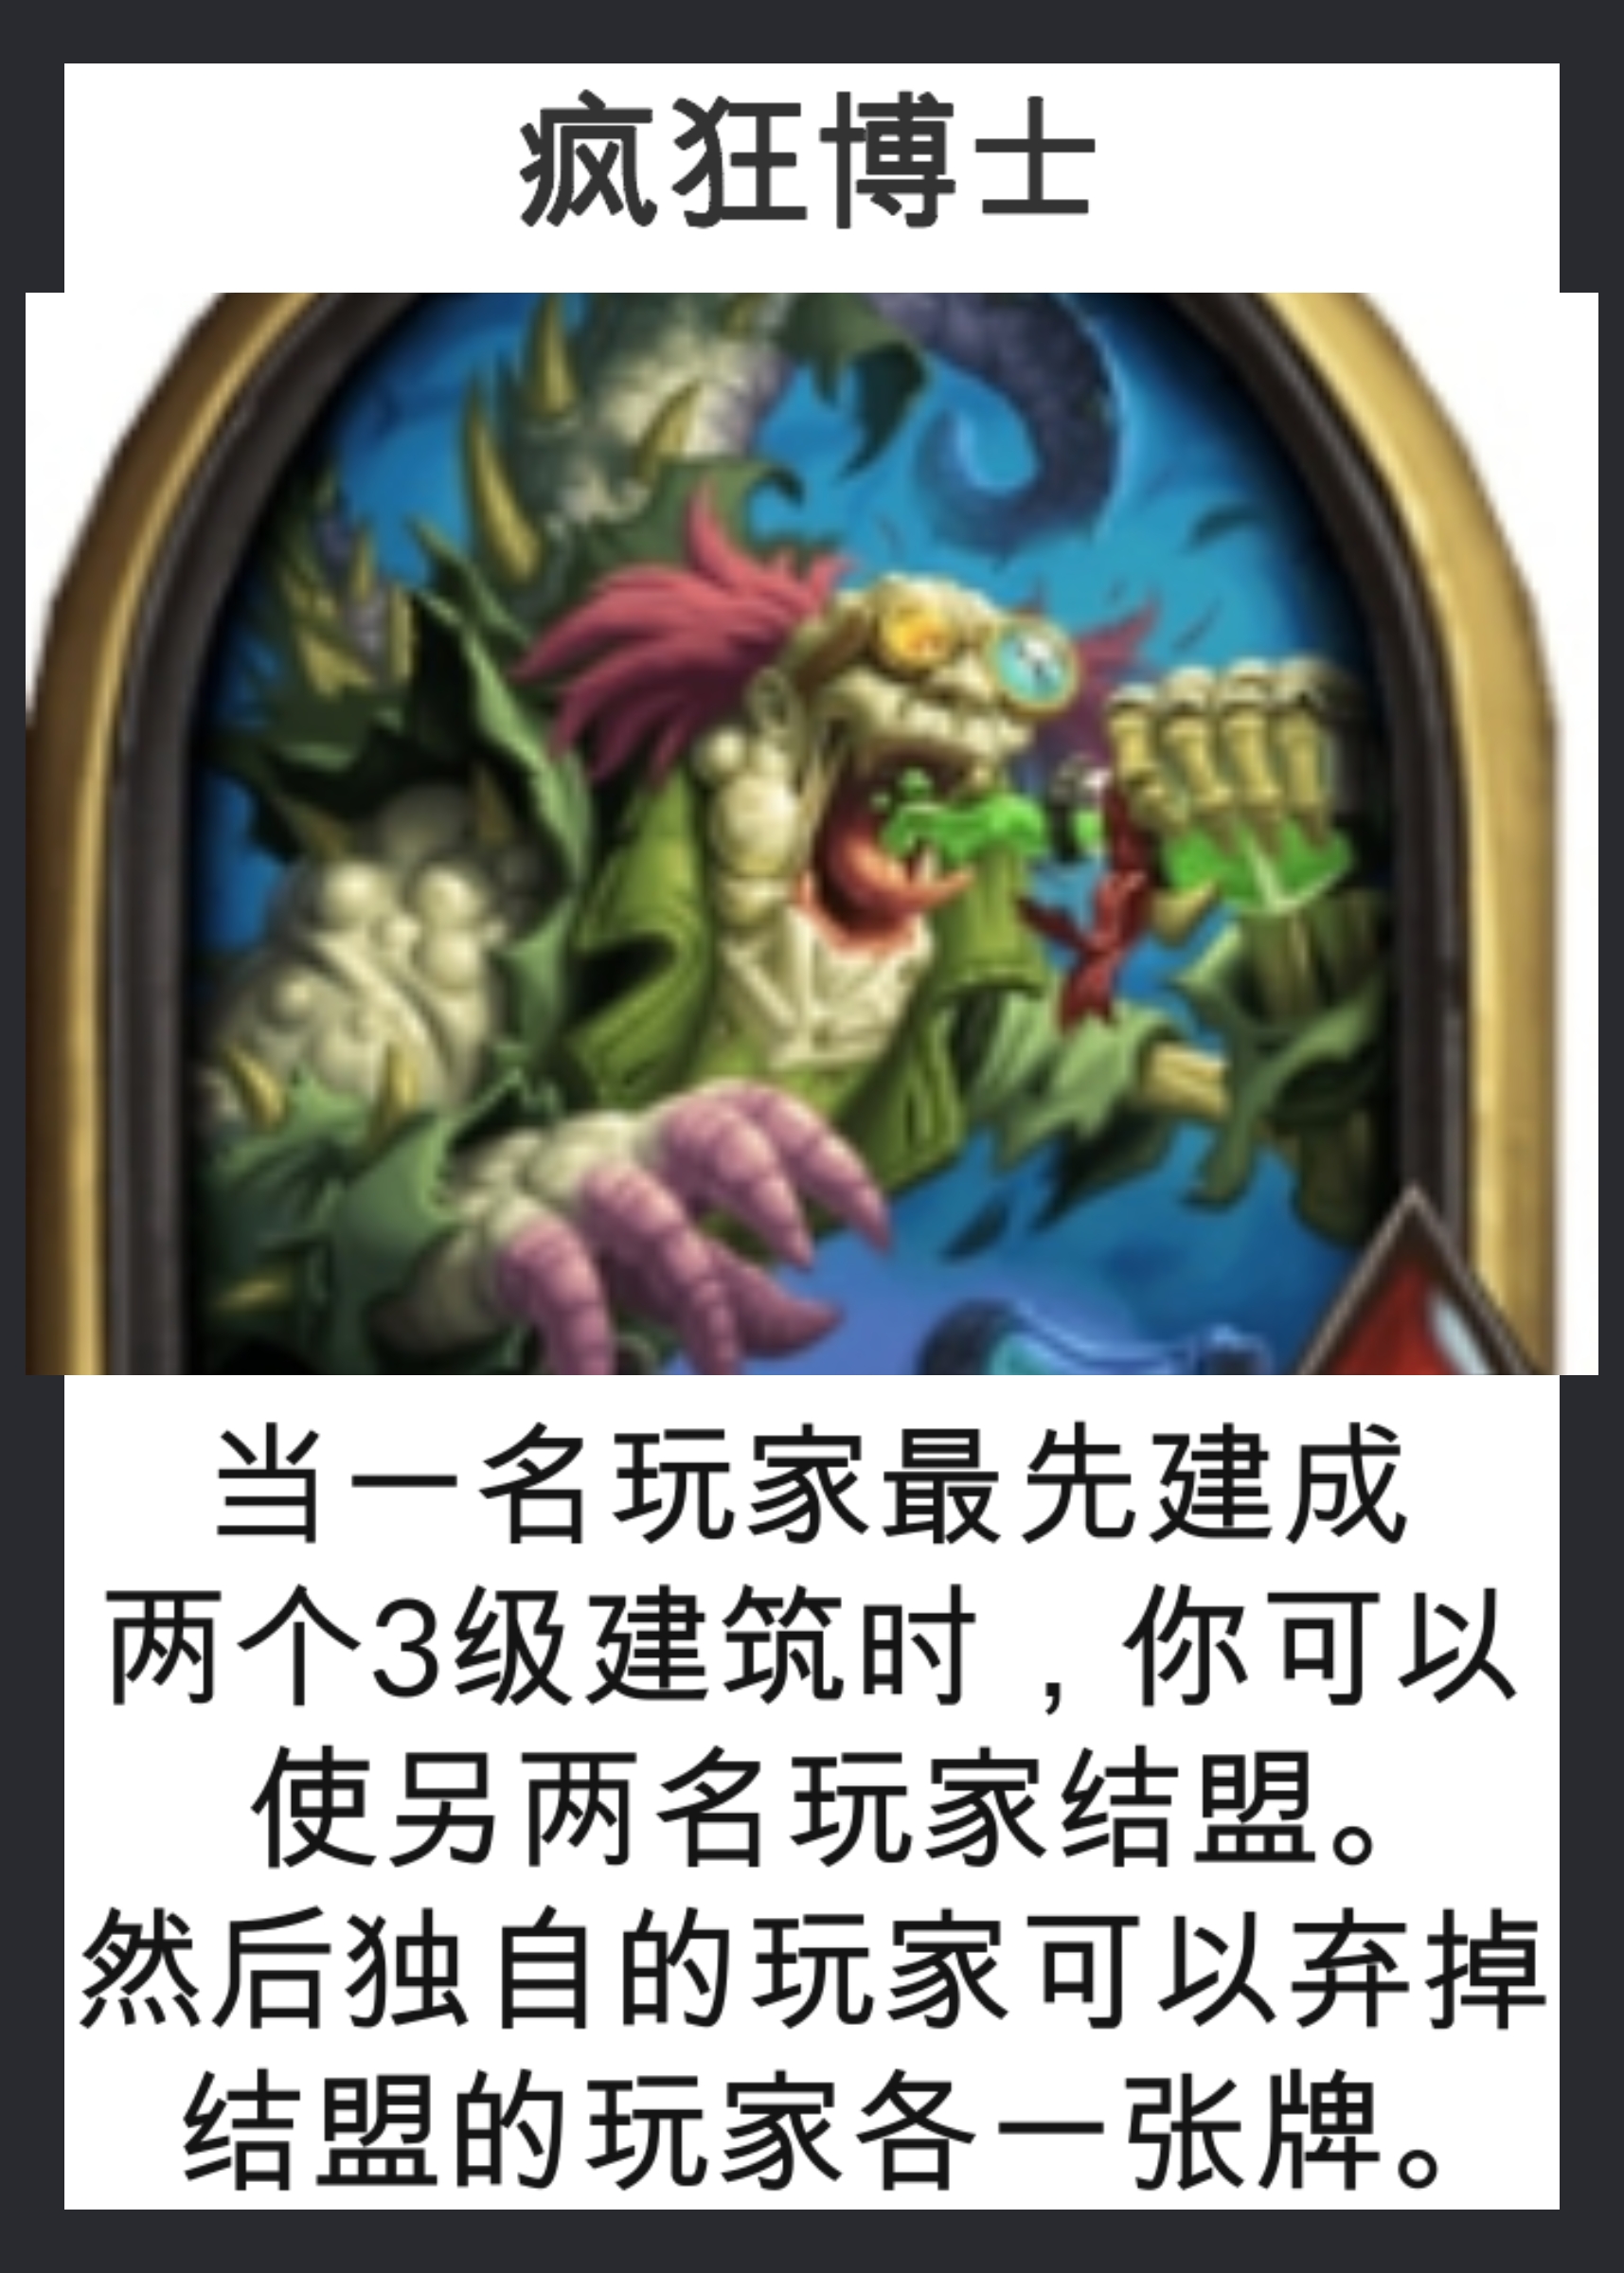 疯狂博士
当一名玩家最先建成
两个3级建筑时，你可以
使另两名玩家结盟。
然后独自的玩家可以弃掉
结盟的玩家各一张牌。